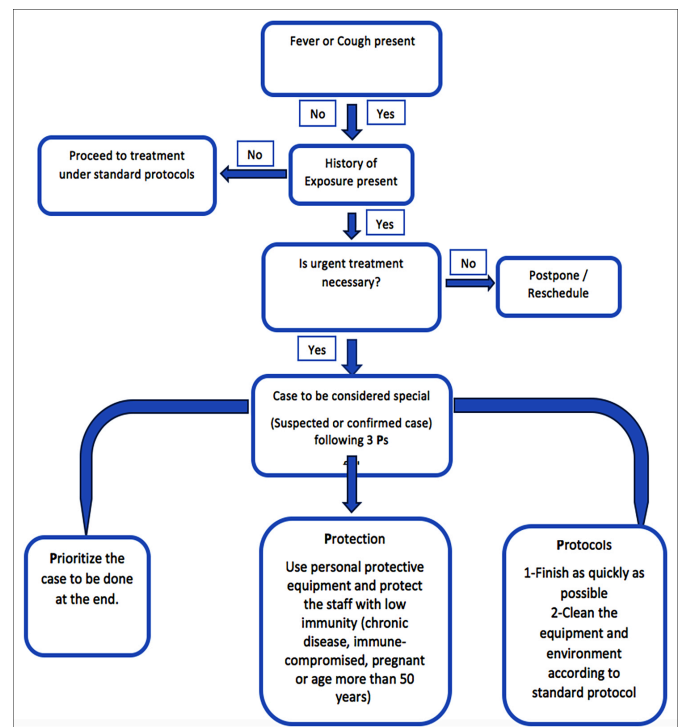 Fever or Cough present
No
Yes
Proceed to treatment
under standard protocols
No
History of
Exposure present
Yes
Is urgent treatment
necessary?
No
Postpone /
Reschedule
Yes
Case to be considered special
(Suspected or confirmed case)
following 3 Ps
Prioritize the
case to be done
at the end.
Protection
Use personal protective
equipment and protect
the staff with low
immunity (chronic
disease, immune-
compromised, pregnant
or age more than 50
years)
Protocols
1-Finish as quickly as
possible
2-Clean the
equipment and
environment
according to
standard protocol